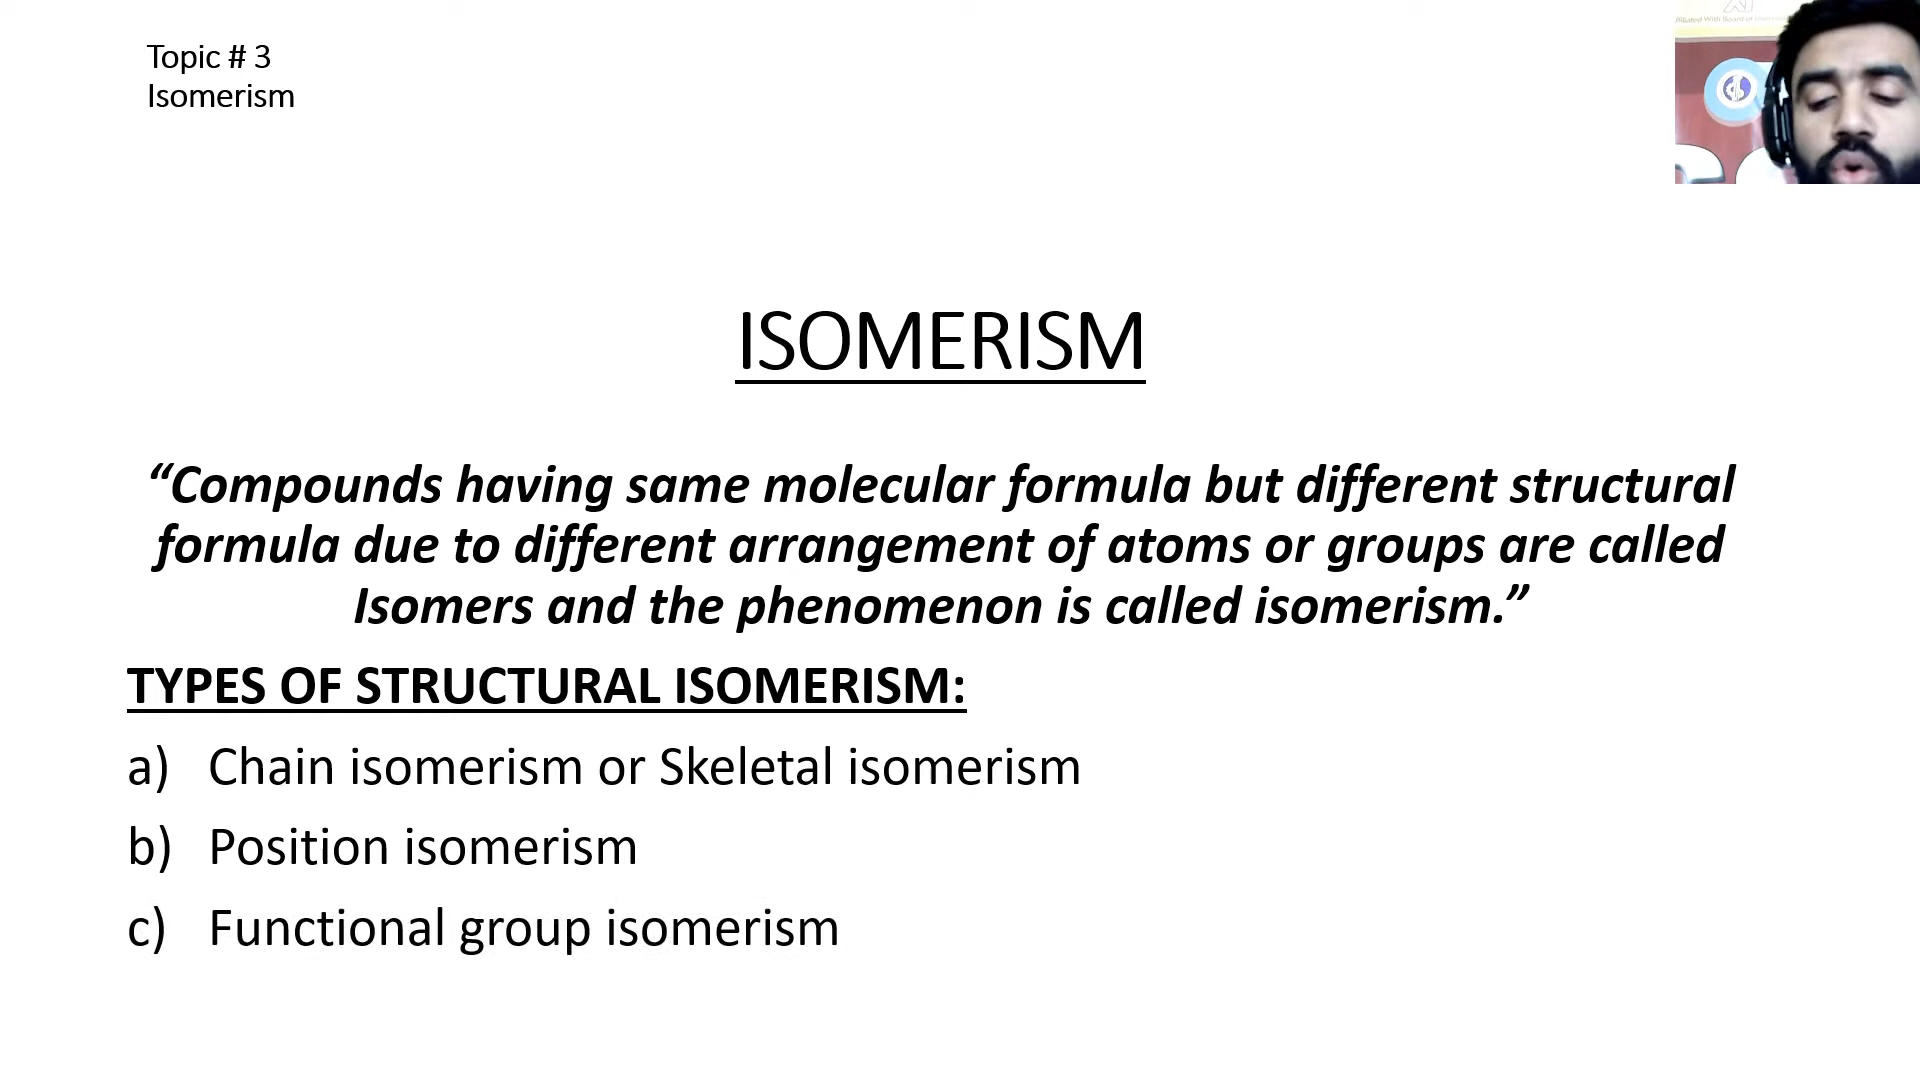 Topic # 3
Isomerism
ISOMERISM
“Compounds having same molecular formula but different structural
formula due to different arrangement of atoms or groups are called
Isomers and the phenomenon is called isomerism.”
TYPES OF STRUCTURAL ISOMERISM:
a) Chain isomerism or Skeletal isomerism
b) Position isomerism
c) Functional group isomerism